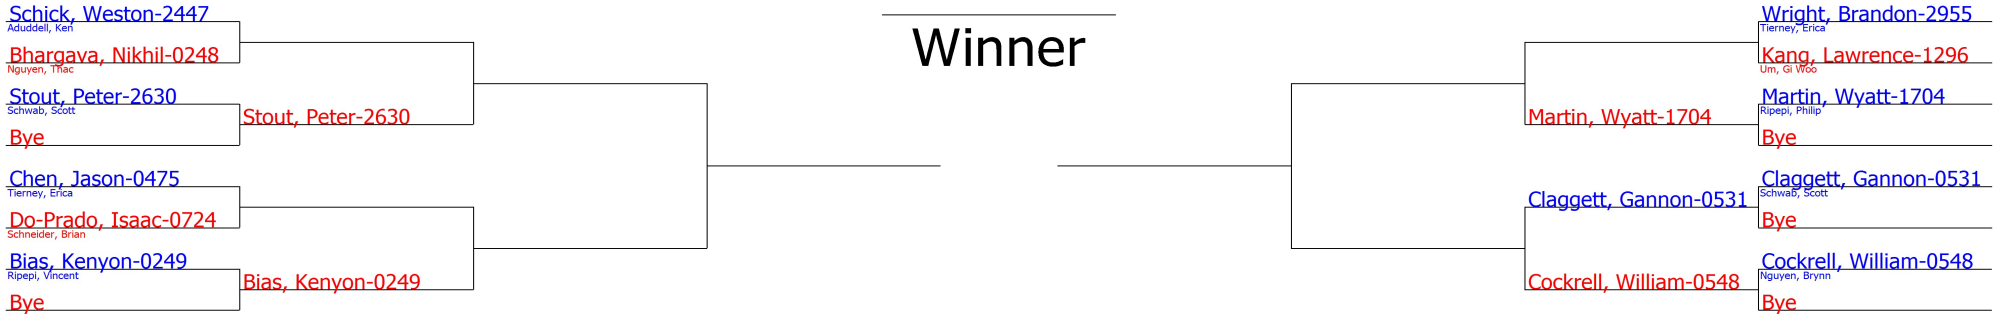 Schick, Weston-2447
Aduddell, Ken
Bhargava, Nikhil-0248
Nguyen, Thac
Stout, Peter-2630
Schwab, Scott
Bye
Stout, Peter-2630
Chen, Jason-0475
Tierney, Erica
Do-Prado, Isaac-0724
Schneider, Brian
Bias, Kenyon-0249
Ripepi, Vincent
Bye
Bias, Kenyon-0249
Winner
Martin, Wyatt-1704
Claggett, Gannon-0531
Cockrell, William-0548
Wright, Brandon-2955
Tierney, Erica
Kang, Lawrence-1296
Um, Gi Woo
Martin, Wyatt-1704
Ripepi, Philip
Bye
Claggett, Gannon-0531
Schwab, Scott
Bye
Cockrell, William-0548
Nguyen, Brynn
Bye